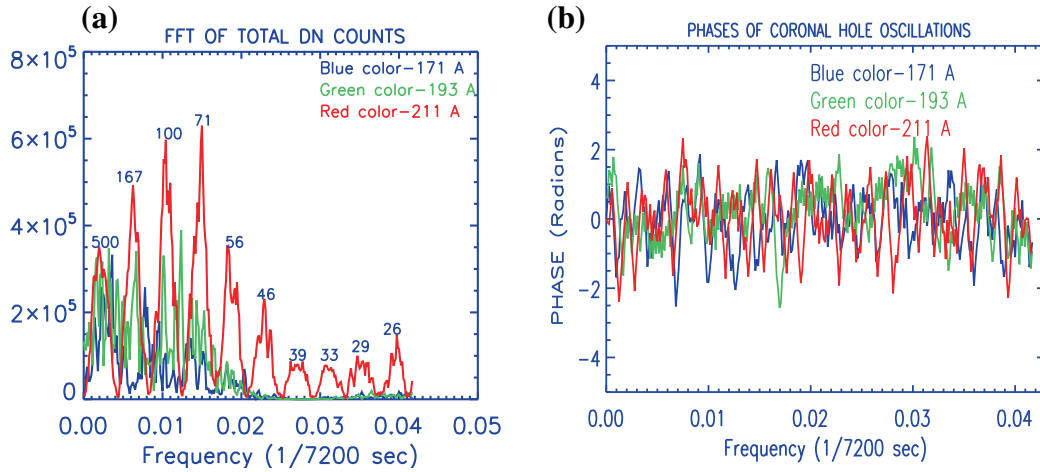 (a)
FFT OF TOTAL DN COUNTS
Blue color-171 A
Green color-193 A
Red color-211 A
8×10⁵
6×10⁵
4×10⁵
2×10⁵
0
500
167
100
71
56
46
39
33
29
26
0.00 0.01 0.02 0.03 0.04 0.05
Frequency (1/7200 sec)
(b)
PHASES OF CORONAL HOLE OSCILLATIONS
Blue color-171 A
Green color-193 A
Red color-211 A
PHASE (Radions)
4
2
0
-2
-4
0.00 0.01 0.02 0.03 0.04
Frequency (1/7200 sec)